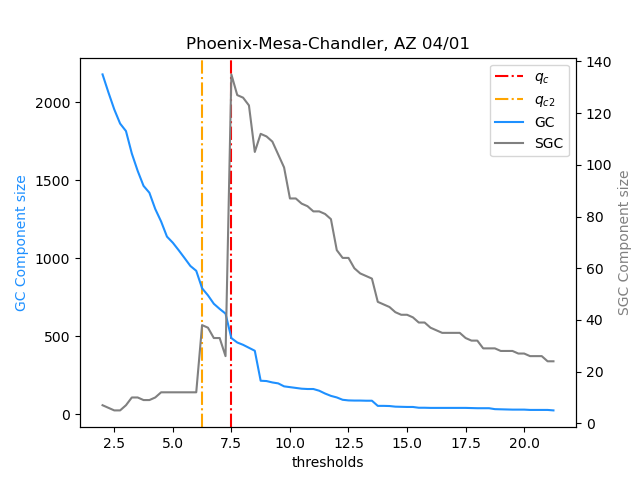 Phoenix-Mesa-Chandler, AZ 04/01
q_c
q_c2
GC
SGC
GC Component size
SGC Component size
2000
1500
1000
500
0
140
120
100
80
60
40
20
0
2.5 5.0 7.5 10.0 12.5 15.0 17.5 20.0
thresholds